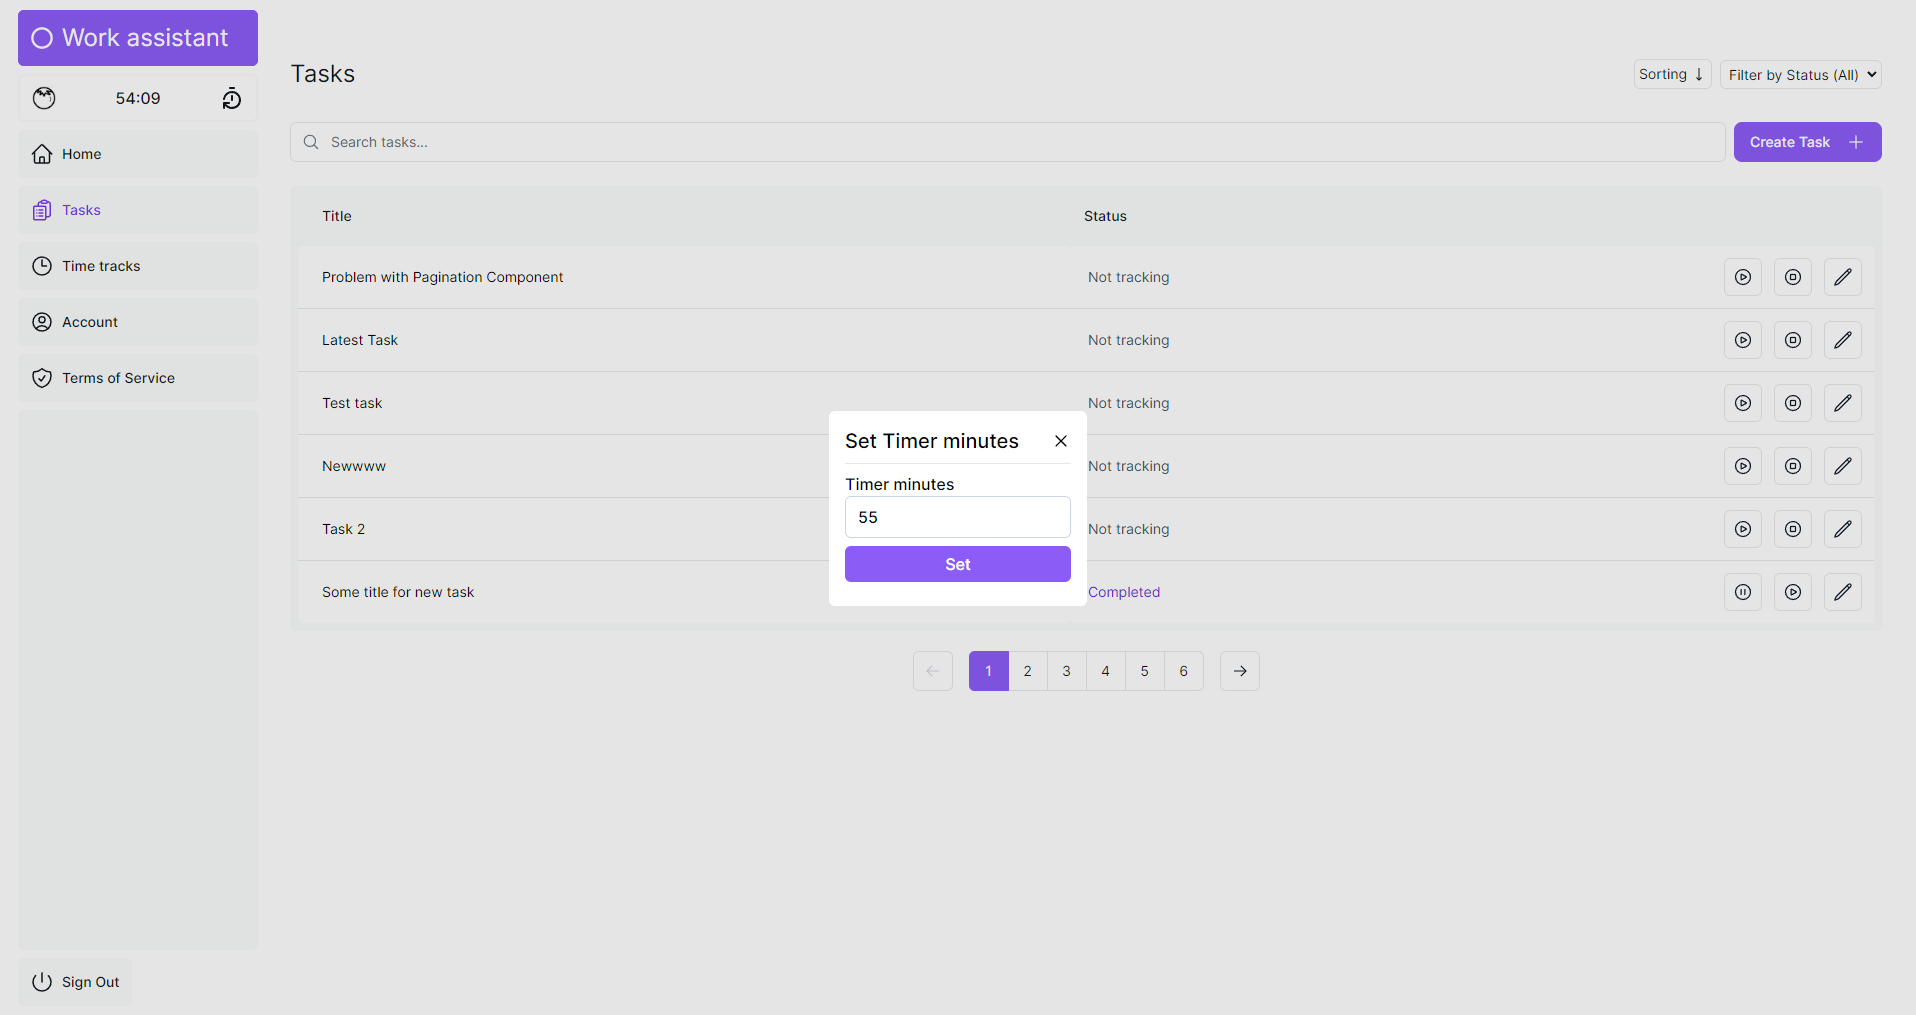 Work assistant
54:09
Home
Tasks
Time tracks
Account
Terms of Service
Sign Out
Tasks
Sorting ↓
Filter by Status (All)
Search tasks...
Create Task +
Title Status
Problem with Pagination Component Not tracking
Latest Task Not tracking
Test task Not tracking
Newwww Not tracking
Task 2 Not tracking
Some title for new task Completed
← 1 2 3 4 5 6 →
Set Timer minutes
Timer minutes
55
Set